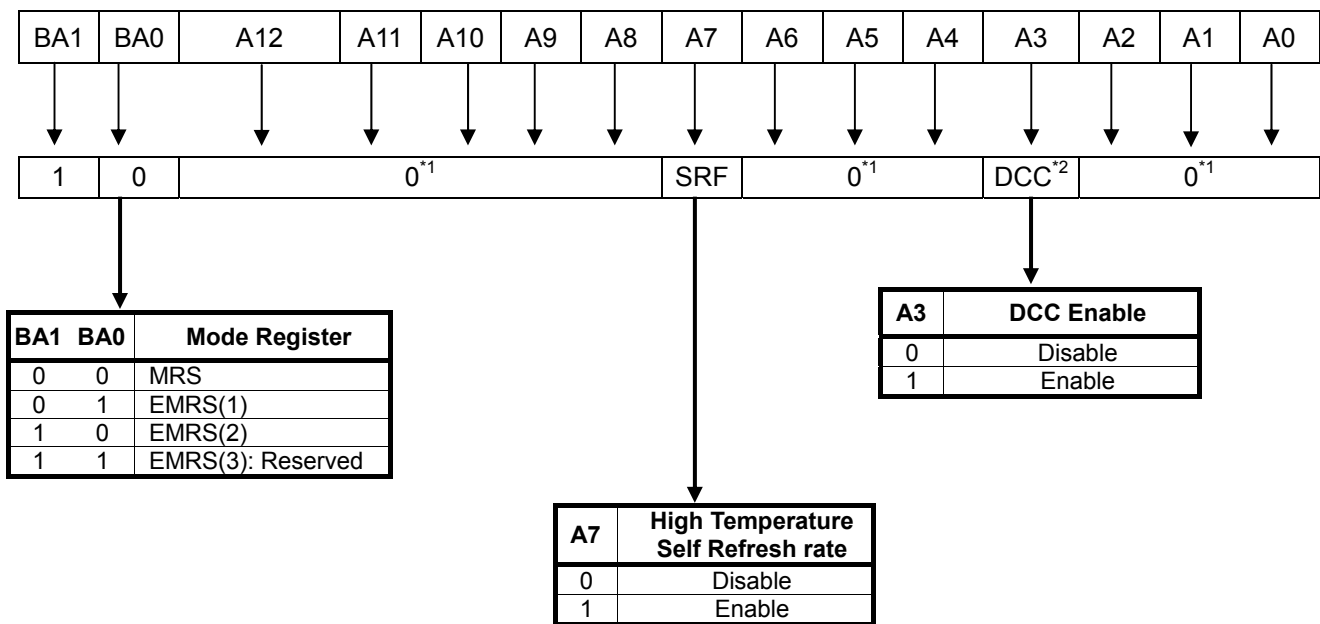 BA1 BA0 A12 A11 A10 A9 A8 A7 A6 A5 A4 A3 A2 A1 A0
1 0 0*1 SRF 0*1 DCC*2 0*1
BA1 BA0 Mode Register
0 0 MRS
0 1 EMRS(1)
1 0 EMRS(2)
1 1 EMRS(3): Reserved
A3 DCC Enable
0 Disable
1 Enable
A7 High Temperature
Self Refresh rate
0 Disable
1 Enable